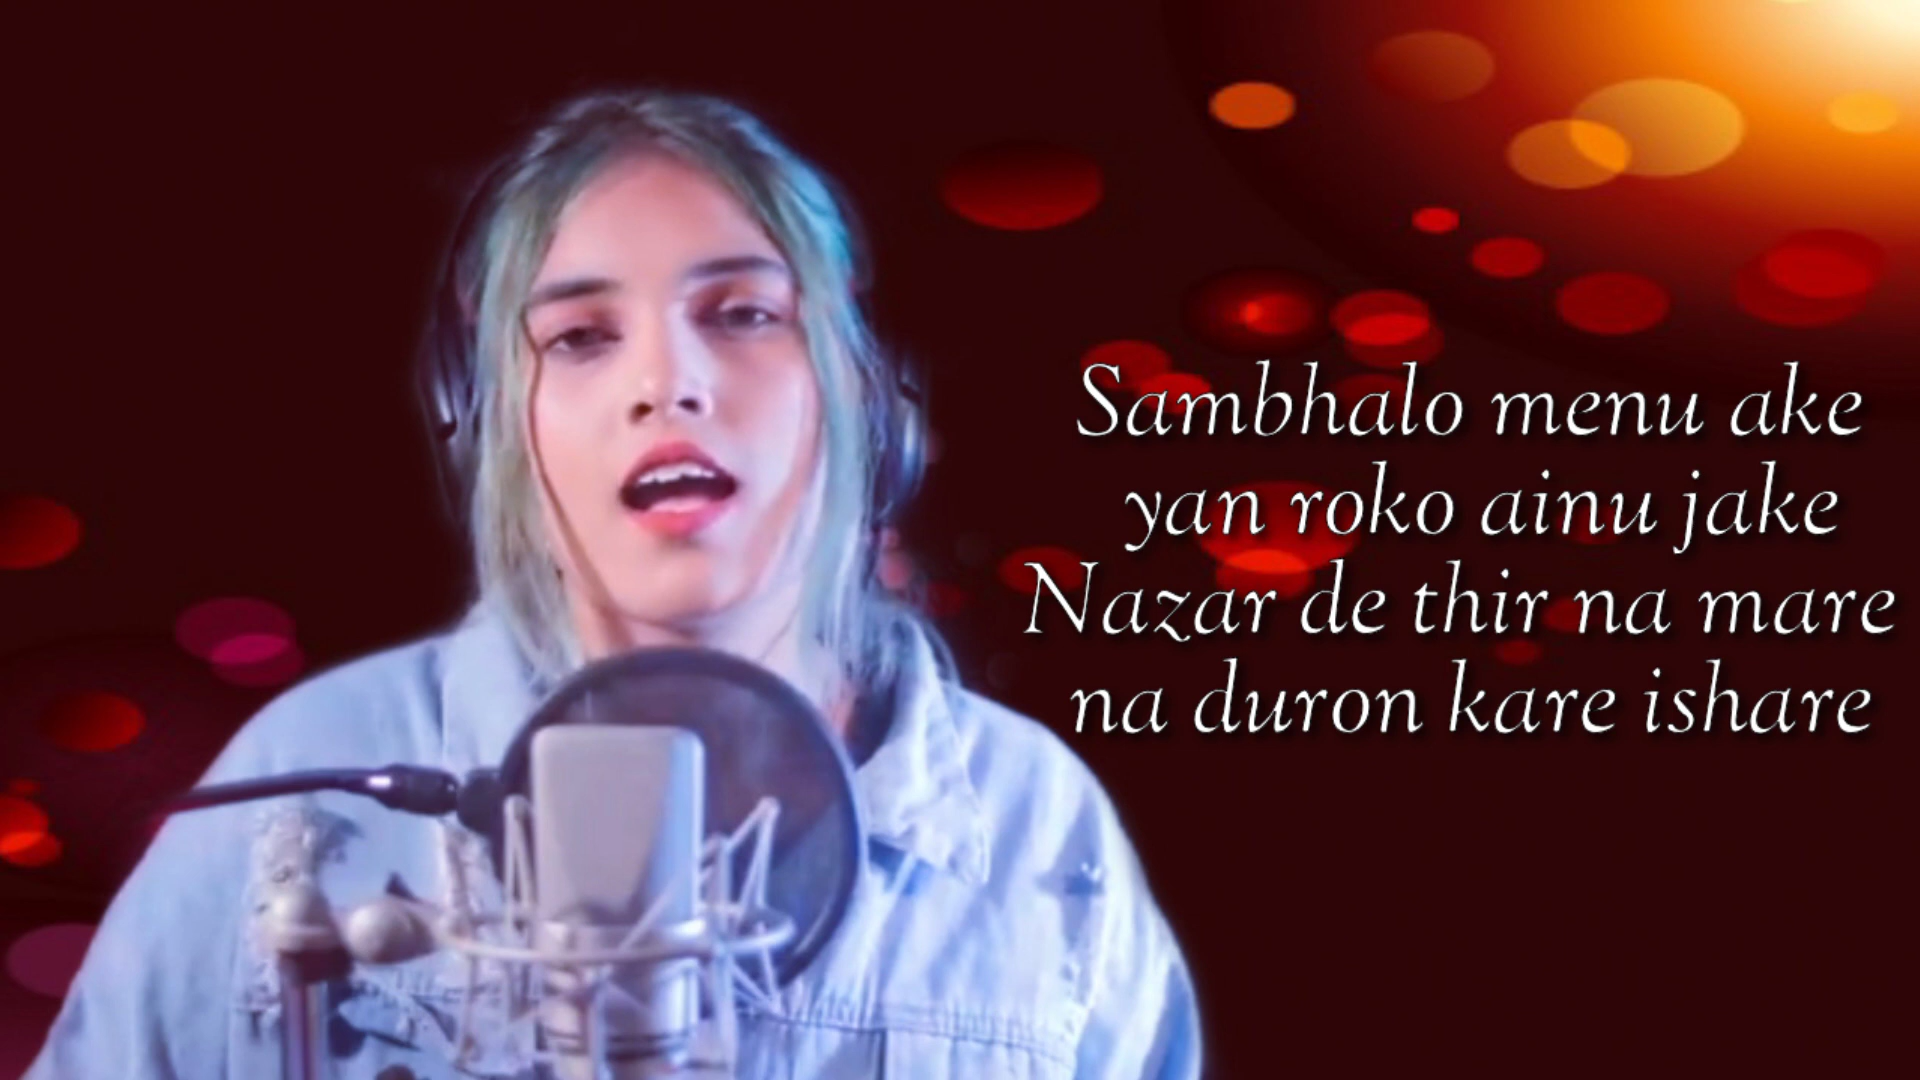 Sambhalo menu ake
yan roko ainu jake
Nazar de thir na mare
na duron kare ishare